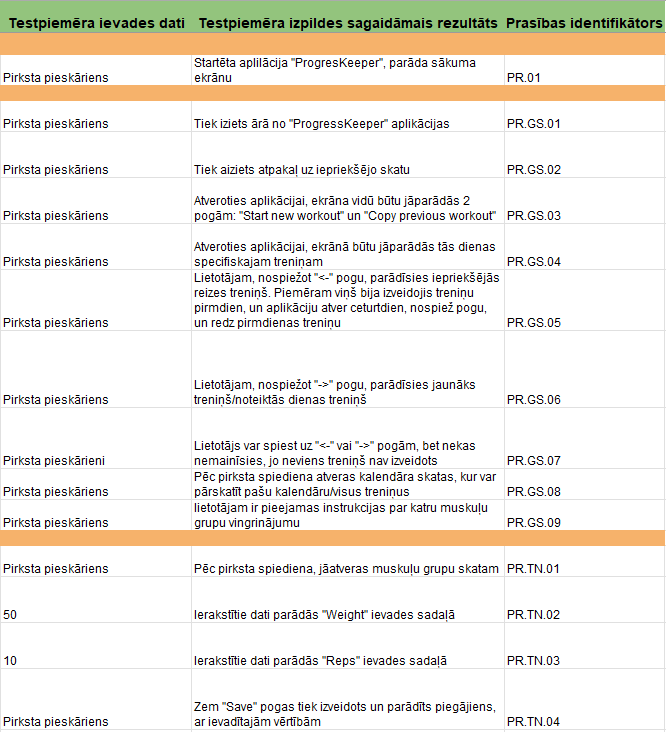 Testpiemēra ievades dati Testpiemēra izpildes sagaidāmais rezultāts Prasības identifikātors
Startēta aplilācija "ProgresKeeper", parāda sākuma
Pirksta pieskāriens ekrānu PR.01
Pirksta pieskāriens Tiek iziets ārā no "ProgressKeeper" aplikācijas PR.GS.01
Pirksta pieskāriens Tiek aiziets atpakaļ uz iepriekšējo skatu PR.GS.02
Atveroties aplikācijai, ekrāna vidū būtu jāparādās 2
Pirksta pieskāriens pogām: "Start new workout" un "Copy previous workout" PR.GS.03
Atveroties aplikācijai, ekrānā būtu jāparādās tās dienas
Pirksta pieskāriens specifiskajam treniņam PR.GS.04
Lietotājam, nospiežot "<-" pogu, parādīsies iepriekšējās
reizes treniņš. Piemēram viņš bija izveidojis treniņu
pirmdien, un aplikāciju atver ceturtdien, nospiež pogu,
Pirksta pieskāriens un redz pirmdienas treniņu PR.GS.05
Lietotājam, nospiežot "->" pogu, parādīsies jaunāks
Pirksta pieskāriens treniņš/noteiktās dienas treniņš PR.GS.06
Lietotājs var spiest uz "<-" vai "->" pogām, bet nekas
Pirksta pieskārieni nemainīsies, jo neviens treniņš nav izveidots PR.GS.07
Pēc pirksta spiediena atveras kalendāra skatas, kur var
Pirksta pieskāriens pārskatīt pašu kalendāru/visus treniņus PR.GS.08
lietotājam ir pieejamas instrukcijas par katru muskuļu
Pirksta pieskāriens grupu vingrinājumu PR.GS.09
Pirksta pieskāriens Pēc pirksta spiediena, jāatveras muskuļu grupu skatam PR.TN.01
50 Ierakstītie dati parādās "Weight" ievades sadaļā PR.TN.02
10 Ierakstītie dati parādās "Reps" ievades sadaļā PR.TN.03
Zem "Save" pogas tiek izveidots un parādīts piegājiens,
Pirksta pieskāriens ar ievadītajām vērtībām PR.TN.04